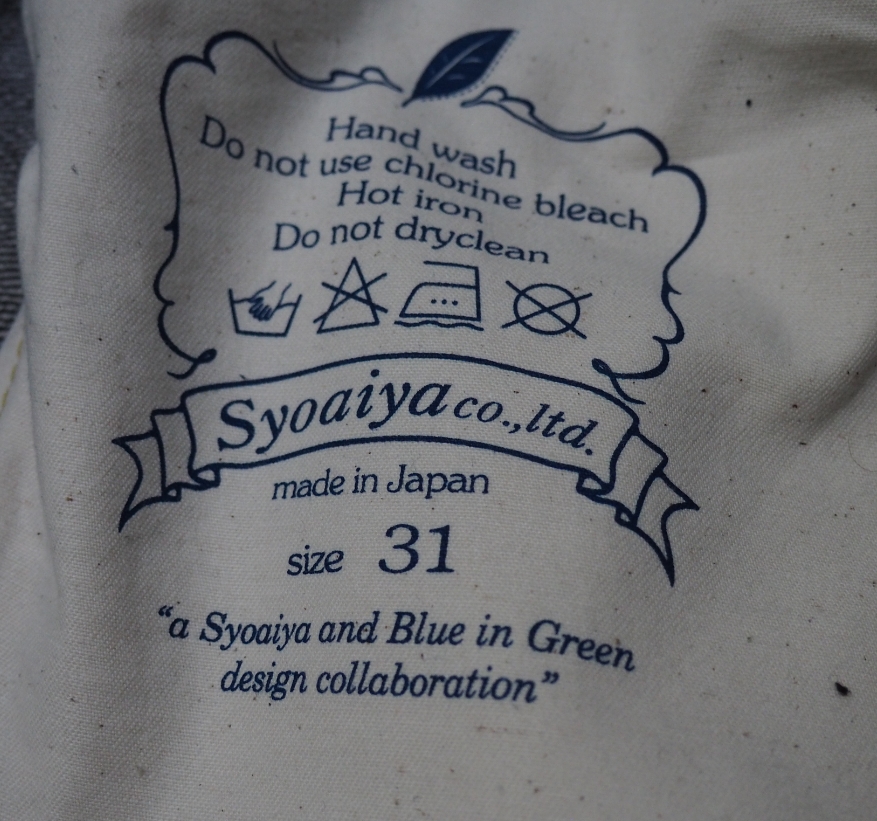 Hand wash
Do not use chlorine bleach
Hot iron
Do not dryclean
Syoaiya co.,ltd.
made in Japan
size 31
“a Syoaiya and Blue in Green
design collaboration”